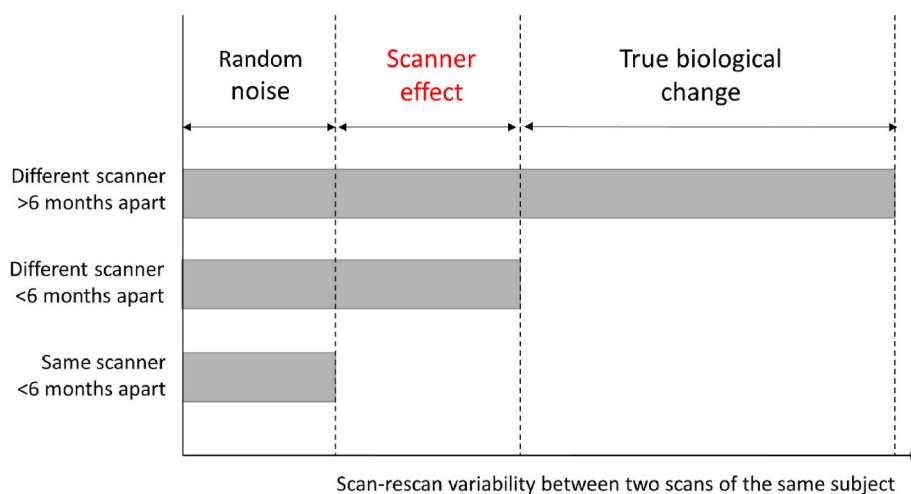 Random
noise
Scanner
effect
True biological
change
Different scanner
>6 months apart
Different scanner
<6 months apart
Same scanner
<6 months apart
Scan-rescan variability between two scans of the same subject